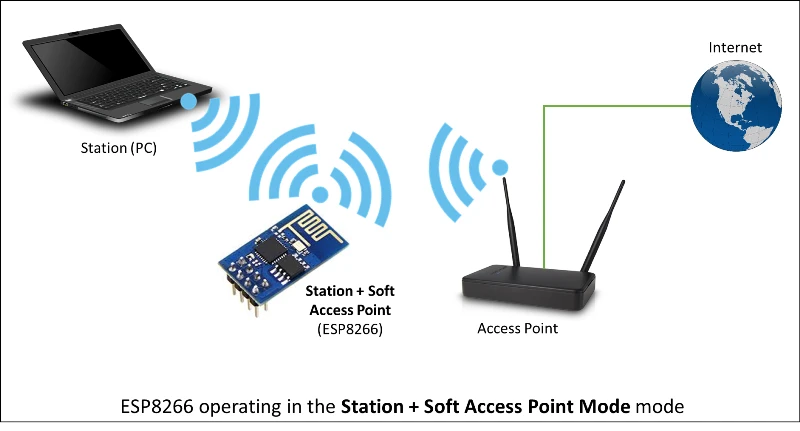 Internet
Station (PC)
Station + Soft
Access Point
(ESP8266)
Access Point
ESP8266 operating in the Station + Soft Access Point Mode mode